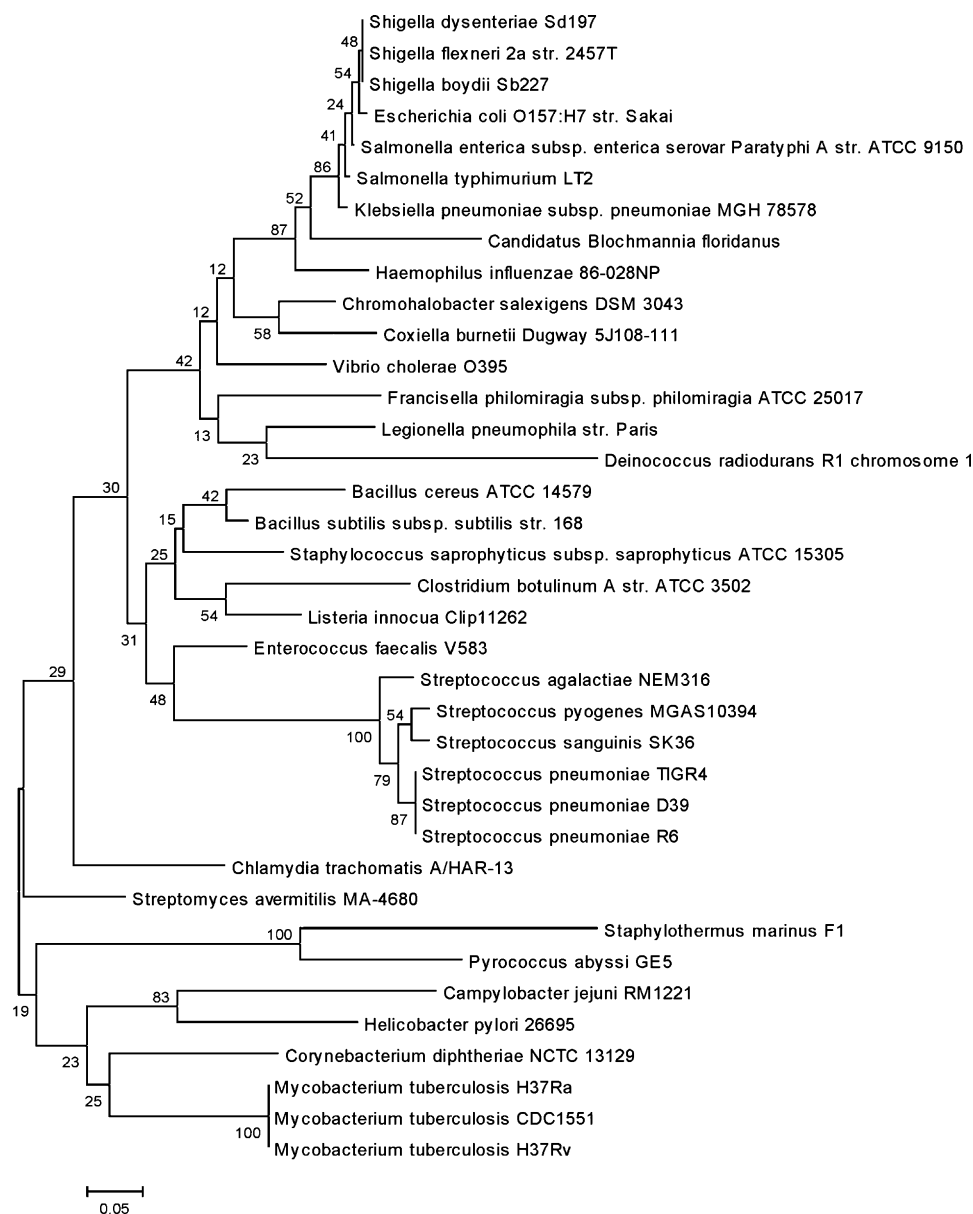 Shigella dysenteriae Sd197
48
Shigella flexneri 2a str. 2457T
54
Shigella boydii Sb227
24
Escherichia coli O157:H7 str. Sakai
41
Salmonella enterica subsp. enterica serovar Paratyphi A str. ATCC 9150
86
Salmonella typhimurium LT2
52
Klebsiella pneumoniae subsp. pneumoniae MGH 78578
87
Candidatus Blochmannia floridanus
12
Haemophilus influenzae 86-028NP
Chromohalobacter salexigens DSM 3043
12
58
Coxiella burnetii Dugway 5J108-111
42
Vibrio cholerae O395
Francisella philomiragia subsp. philomiragia ATCC 25017
13
Legionella pneumophila str. Paris
23
Deinococcus radiodurans R1 chromosome 1
30
42
Bacillus cereus ATCC 14579
15
Bacillus subtilis subsp. subtilis str. 168
25
Staphylococcus saprophyticus subsp. saprophyticus ATCC 15305
Clostridium botulinum A str. ATCC 3502
54
Listeria innocua Clip11262
31
Enterococcus faecalis V583
29
48
Streptococcus agalactiae NEM316
54
Streptococcus pyogenes MGAS10394
100
Streptococcus sanguinis SK36
79
Streptococcus pneumoniae TIGR4
Streptococcus pneumoniae D39
87
Streptococcus pneumoniae R6
Chlamydia trachomatis A/HAR-13
Streptomyces avermitilis MA-4680
100
Staphylothermus marinus F1
Pyrococcus abyssi GE5
83
Campylobacter jejuni RM1221
19
Helicobacter pylori 26695
23
Corynebacterium diphtheriae NCTC 13129
25
Mycobacterium tuberculosis H37Ra
Mycobacterium tuberculosis CDC1551
100
Mycobacterium tuberculosis H37Rv
0.05